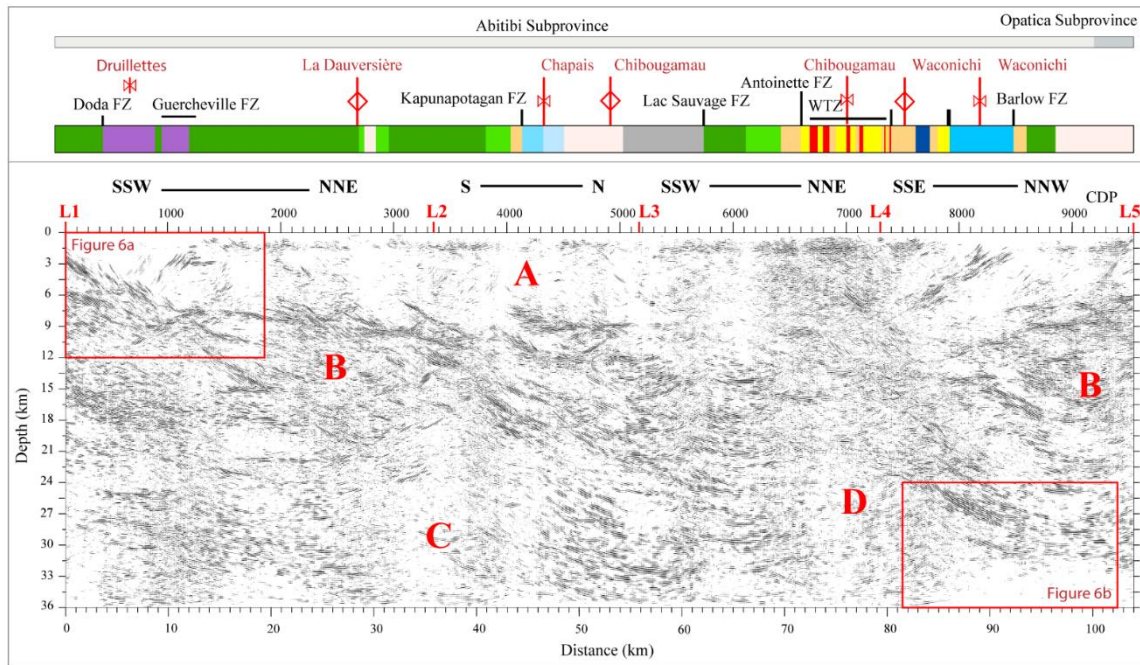 Abitibi Subprovince Opatica Subprovince
Druillettes La Dauversière Chapais Chibougamau Chibougamau Waconichi Waconichi
Doda FZ Guercheville FZ Kapunapotagan FZ Lac Sauvage FZ Antoinette FZ WTZ Barlow FZ
SSW NNE S N SSW NNE SSE NNW
CDP
L1 1000 2000 3000 L2 4000 5000 L3 6000 7000 L4 8000 9000 L5
Figure 6a
A
B
B
C
D
Figure 6b
Depth (km)
0
3
6
9
12
15
18
21
24
27
30
33
36
0 10 20 30 40 50 60 70 80 90 100
Distance (km)